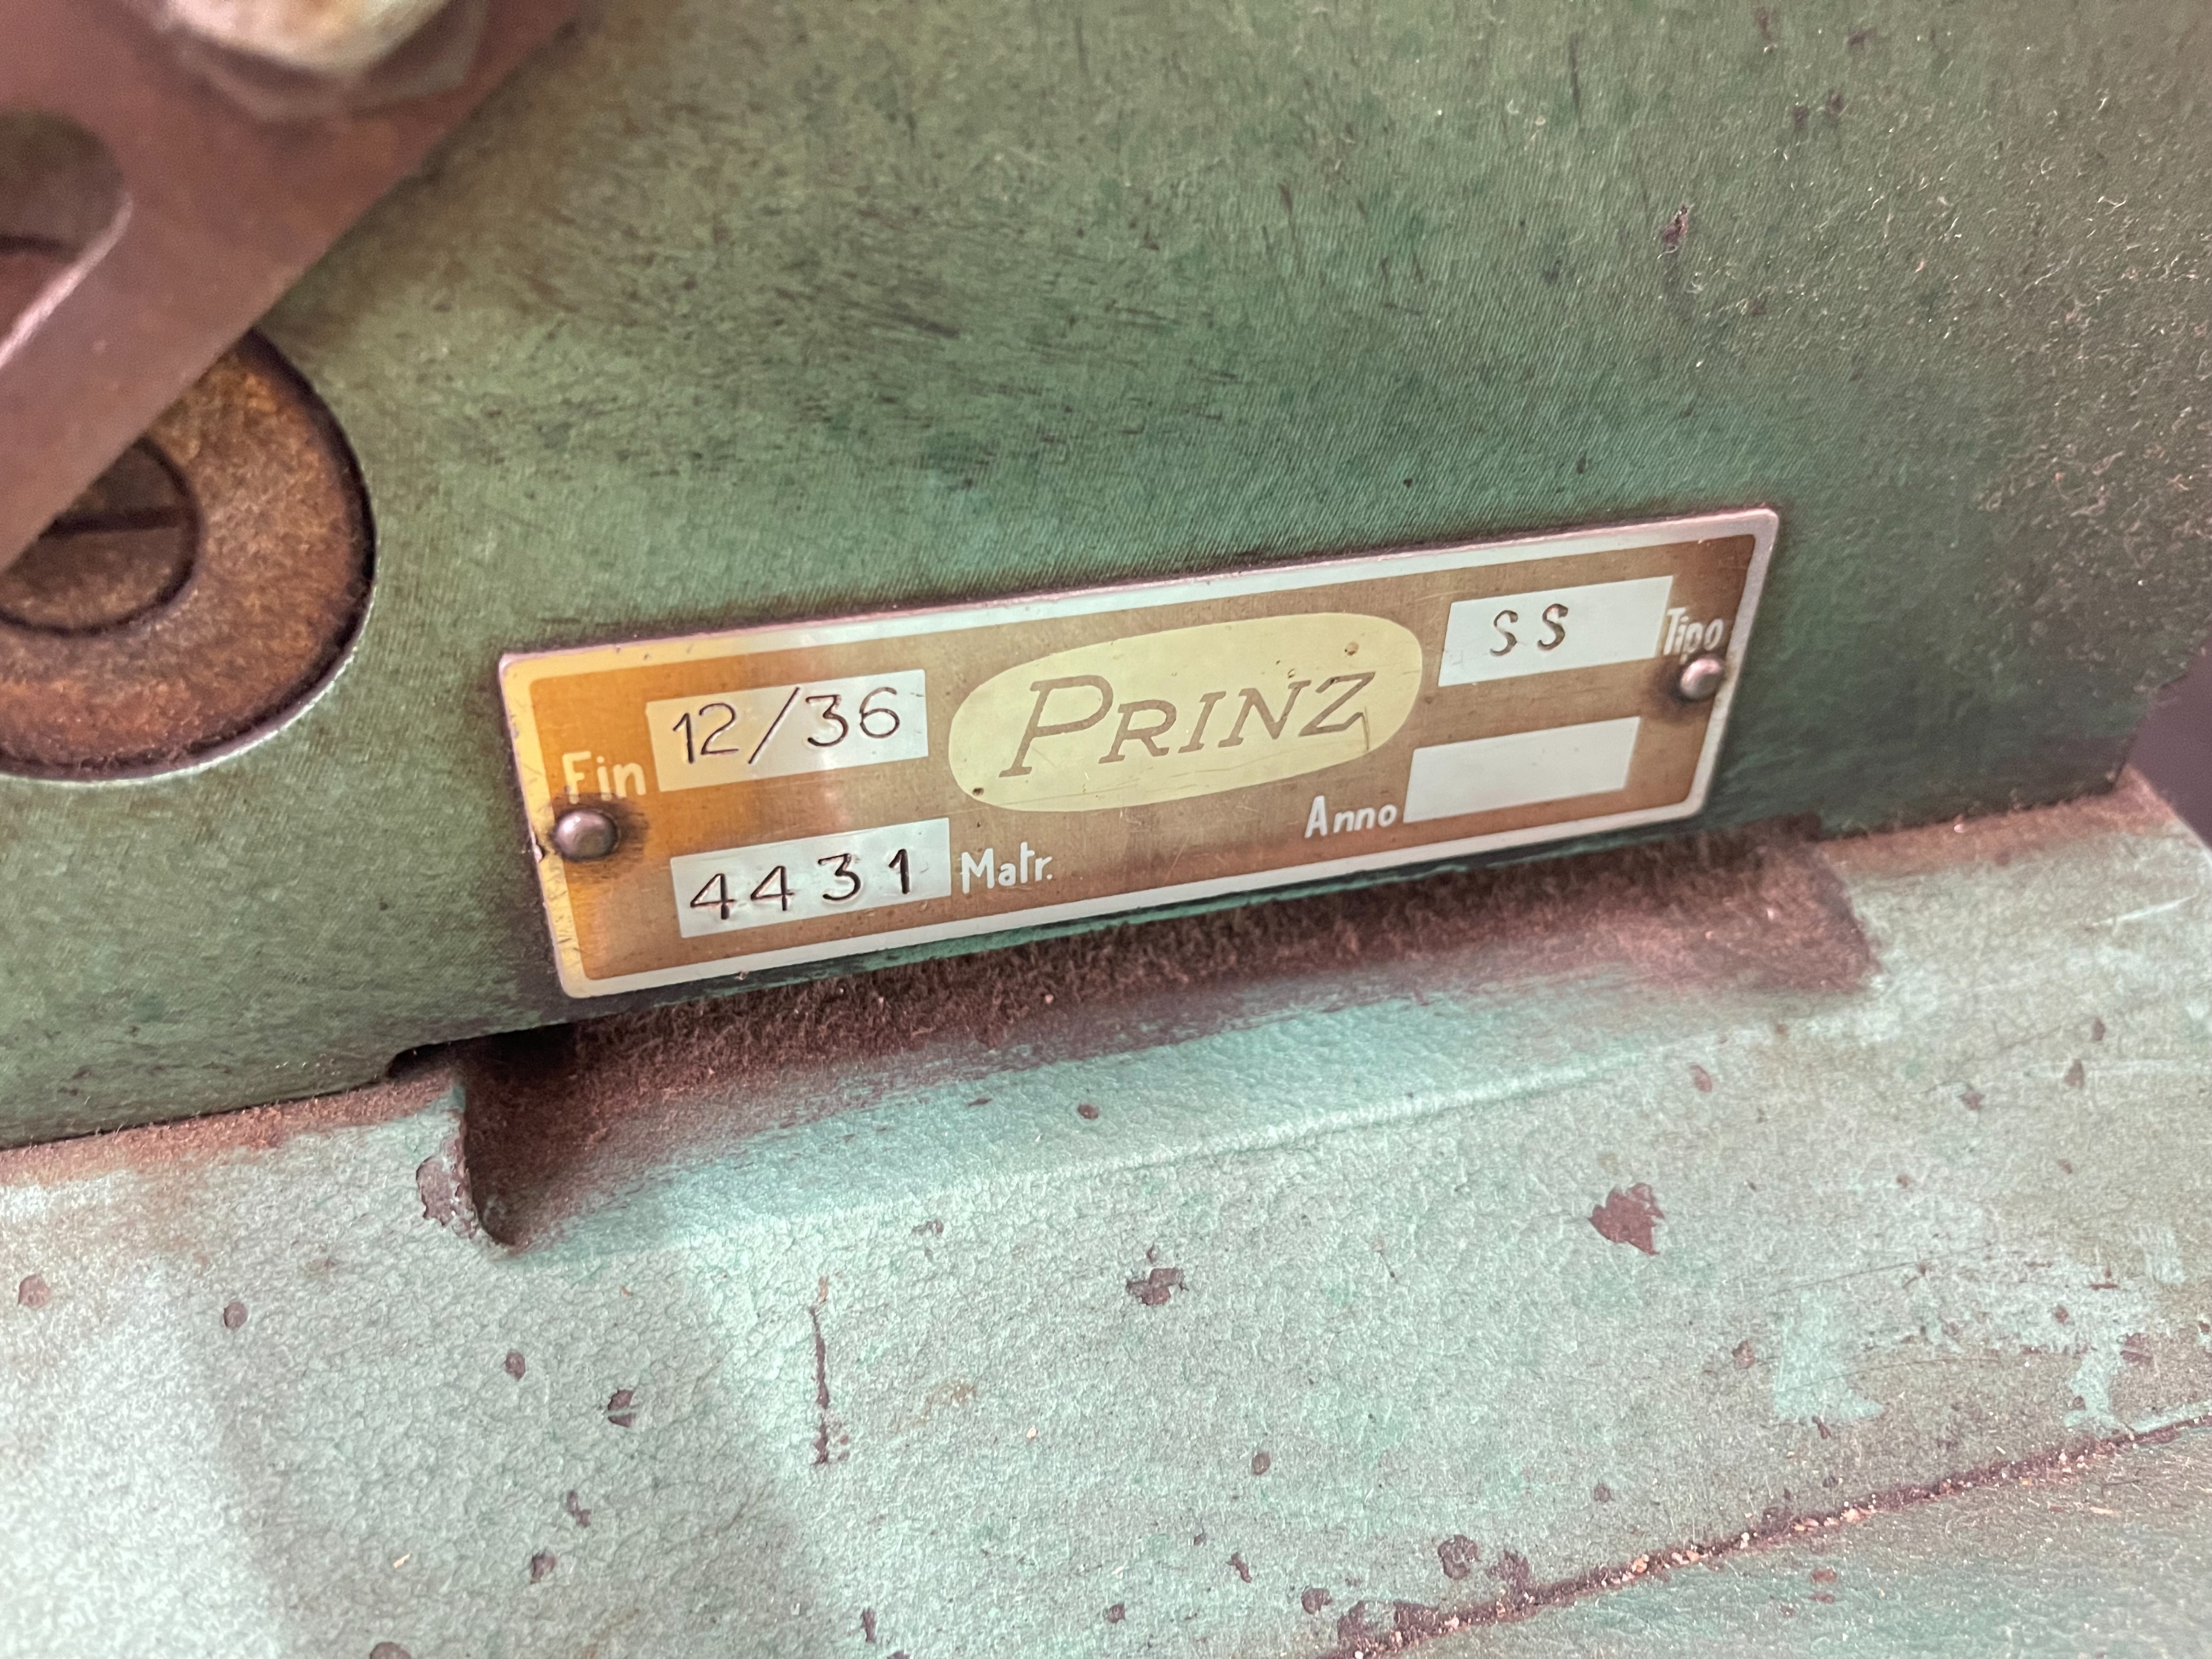 Fin 12/36
PRINZ
SS Tipo
4431 Matr.
Anno